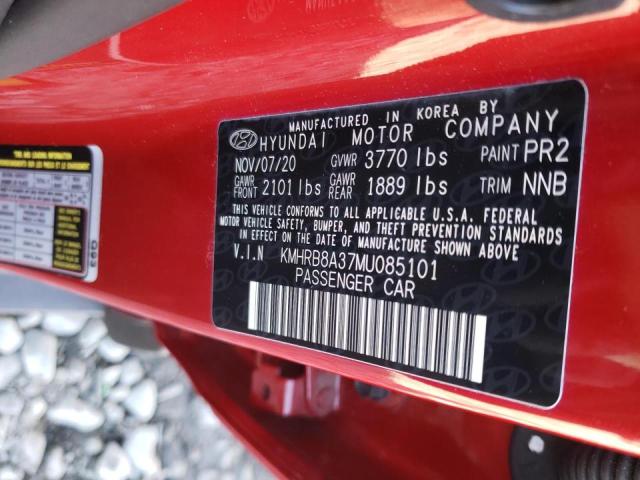 MANUFACTURED IN KOREA BY
HYUNDAI MOTOR COMPANY
NOV/07/20 GVWR 3770 lbs PAINT PR2
GAWR FRONT 2101 lbs GAWR REAR 1889 lbs TRIM NNB
THIS VEHICLE CONFORMS TO ALL APPLICABLE U.S.A. FEDERAL
MOTOR VEHICLE SAFETY, BUMPER, AND THEFT PREVENTION STANDARDS
IN EFFECT ON THE DATE OF MANUFACTURE SHOWN ABOVE
V.I.N KMHRB8A37MU085101
PASSENGER CAR